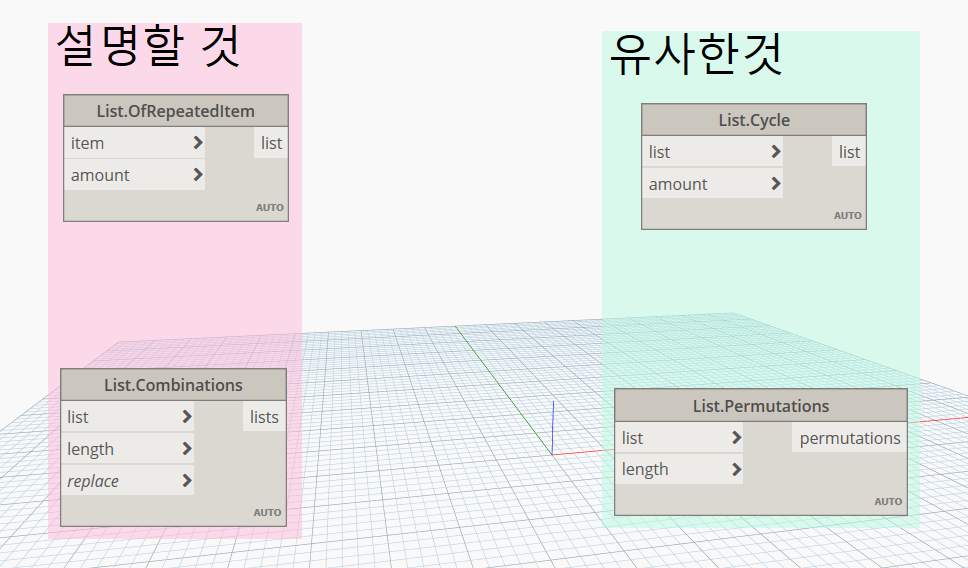 설명할 것
List.OfRepeatedItem
item
list
amount
AUTO
List.Combinations
list
lists
length
replace
AUTO
유사한것
List.Cycle
list
list
amount
AUTO
List.Permutations
list
permutations
length
AUTO